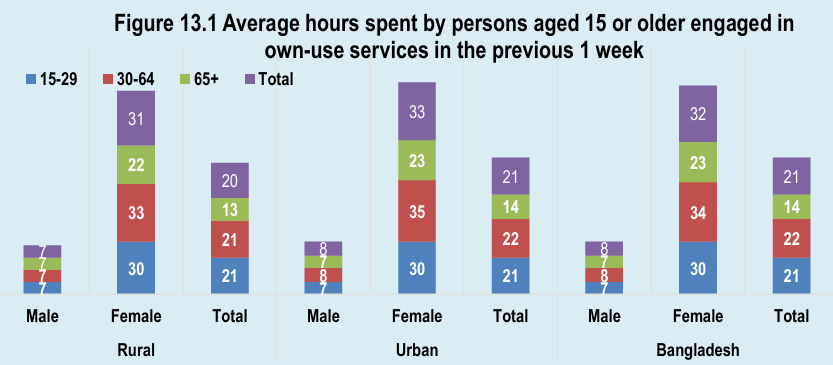 Figure 13.1 Average hours spent by persons aged 15 or older engaged in
own-use services in the previous 1 week
15-29 30-64 65+ Total
31 33 32
22 20 23 21 23 21
33 13 35 14 34 14
7 21 8 22 8 22
7 7 7
7 30 21 8 30 21 8 30 21
7 7 7
Male Female Total Male Female Total Male Female Total
Rural Urban Bangladesh